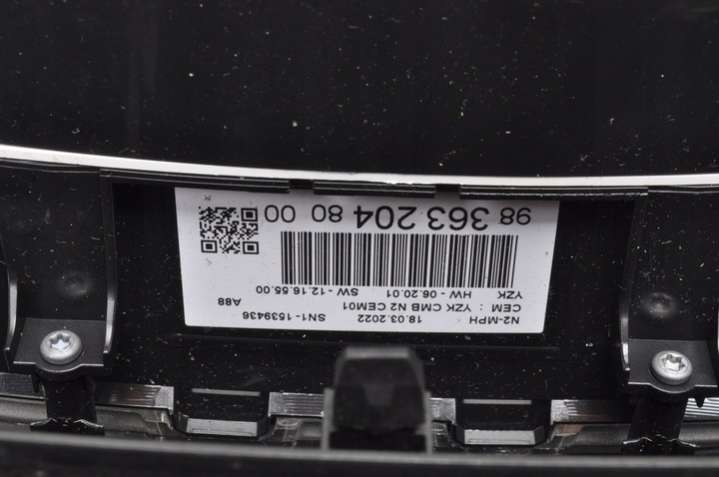 N2-MPH 18.03.2022 SN1-1539436
CEM : YZK CMB N2 CEM01 A88
YZK HW - 06.20.01 SW - 12.16.55.00
98 363 204 80 00